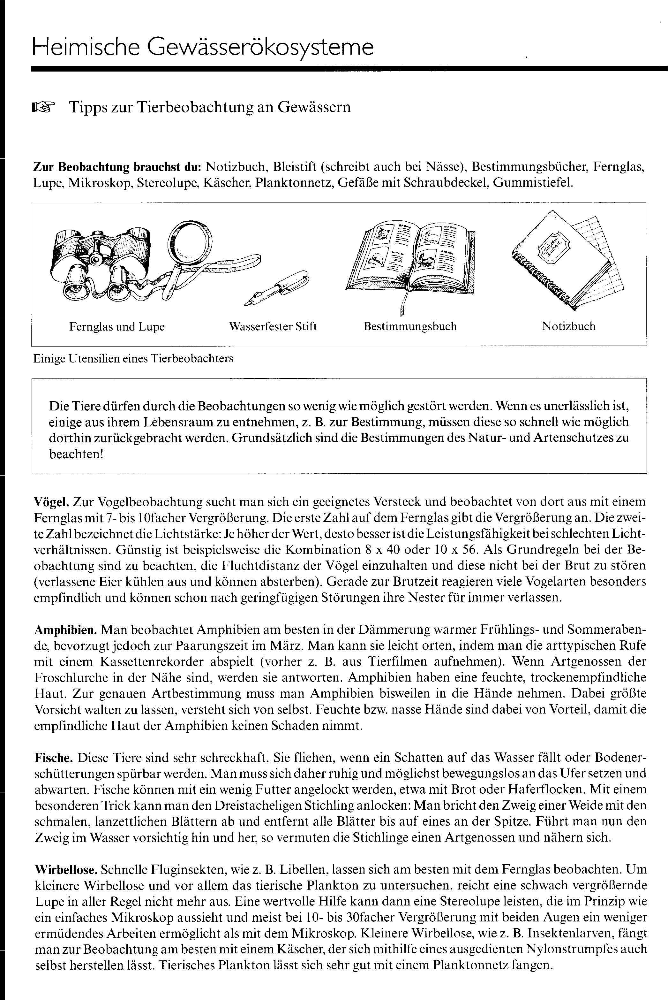 Heimische Gewässerökosysteme
☞ Tipps zur Tierbeobachtung an Gewässern
Zur Beobachtung brauchst du: Notizbuch, Bleistift (schreibt auch bei Nässe), Bestimmungsbücher, Fernglas,
Lupe, Mikroskop, Stereolupe, Käscher, Planktonnetz, Gefäße mit Schraubdeckel, Gummistiefel.
Fernglas und Lupe
Wasserfester Stift
Bestimmungsbuch
Notizbuch
Einige Utensilien eines Tierbeobachters
Die Tiere dürfen durch die Beobachtungen so wenig wie möglich gestört werden. Wenn es unerlässlich ist,
einige aus ihrem Lebensraum zu entnehmen, z. B. zur Bestimmung, müssen diese so schnell wie möglich
dorthin zurückgebracht werden. Grundsätzlich sind die Bestimmungen des Natur- und Artenschutzes zu
beachten!
Vögel. Zur Vogelbeobachtung sucht man sich ein geeignetes Versteck und beobachtet von dort aus mit einem
Fernglas mit 7- bis 10facher Vergrößerung. Die erste Zahl auf dem Fernglas gibt die Vergrößerung an. Die zwei-
te Zahl bezeichnet die Lichtstärke: Je höher der Wert, desto besser ist die Leistungsfähigkeit bei schlechten Licht-
verhältnissen. Günstig ist beispielsweise die Kombination 8 x 40 oder 10 x 56. Als Grundregeln bei der Be-
obachtung sind zu beachten, die Fluchtdistanz der Vögel einzuhalten und diese nicht bei der Brut zu stören
(verlassene Eier kühlen aus und können absterben). Gerade zur Brutzeit reagieren viele Vogelarten besonders
empfindlich und können schon nach geringfügigen Störungen ihre Nester für immer verlassen.
Amphibien. Man beobachtet Amphibien am besten in der Dämmerung warmer Frühlings- und Sommeraben-
de, bevorzugt jedoch zur Paarungszeit im März. Man kann sie leicht orten, indem man die arttypischen Rufe
mit einem Kassettenrekorder abspielt (vorher z. B. aus Tierfilmen aufnehmen). Wenn Artgenossen der
Froschlurche in der Nähe sind, werden sie antworten. Amphibien haben eine feuchte, trockenempfindliche
Haut. Zur genauen Artbestimmung muss man Amphibien bisweilen in die Hände nehmen. Dabei größte
Vorsicht walten zu lassen, versteht sich von selbst. Feuchte bzw. nasse Hände sind dabei von Vorteil, damit die
empfindliche Haut der Amphibien keinen Schaden nimmt.
Fische. Diese Tiere sind sehr schreckhaft. Sie fliehen, wenn ein Schatten auf das Wasser fällt oder Bodener-
schütterungen spürbar werden. Man muss sich daher ruhig und möglichst bewegungslos an das Ufer setzen und
abwarten. Fische können mit ein wenig Futter angelockt werden, etwa mit Brot oder Haferflocken. Mit einem
besonderen Trick kann man den Dreistacheligen Stichling anlocken: Man bricht den Zweig einer Weide mit den
schmalen, lanzettlichen Blättern ab und entfernt alle Blätter bis auf eines an der Spitze. Führt man nun den
Zweig im Wasser vorsichtig hin und her, so vermuten die Stichlinge einen Artgenossen und nähern sich.
Wirbellose. Schnelle Fluginsekten, wie z. B. Libellen, lassen sich am besten mit dem Fernglas beobachten. Um
kleinere Wirbellose und vor allem das tierische Plankton zu untersuchen, reicht eine schwach vergrößernde
Lupe in aller Regel nicht mehr aus. Eine wertvolle Hilfe kann dann eine Stereolupe leisten, die im Prinzip wie
ein einfaches Mikroskop aussieht und meist bei 10- bis 30facher Vergrößerung mit beiden Augen ein weniger
ermüdendes Arbeiten ermöglicht als mit dem Mikroskop. Kleinere Wirbellose, wie z. B. Insektenlarven, fängt
man zur Beobachtung am besten mit einem Käscher, der sich mithilfe eines ausgedienten Nylonstrumpfes auch
selbst herstellen lässt. Tierisches Plankton lässt sich sehr gut mit einem Planktonnetz fangen.